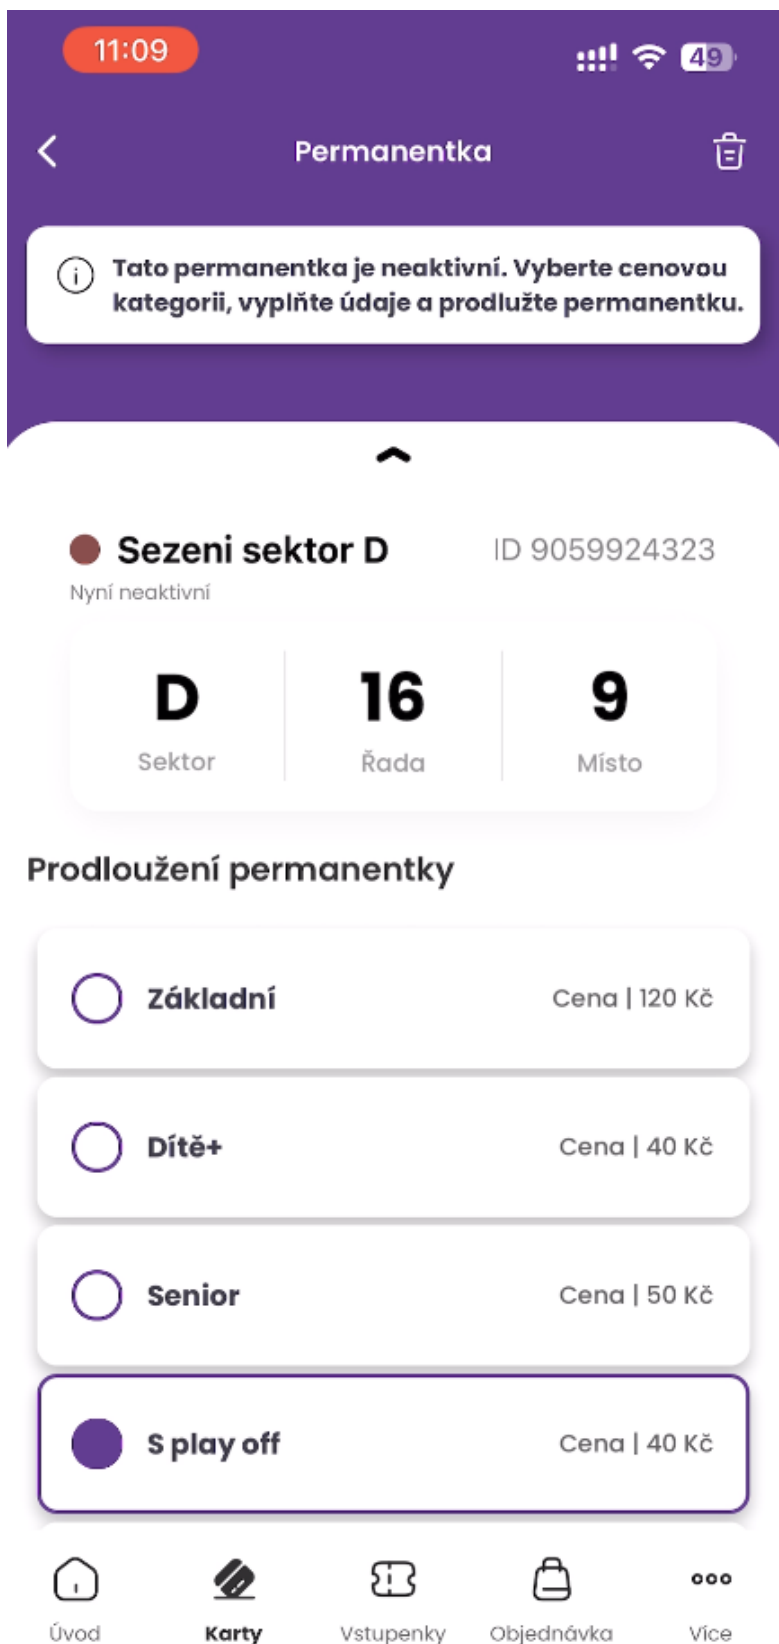 11:09
49
Permanentka
Tato permanentka je neaktivní. Vyberte cenovou
kategorii, vyplňte údaje a prodlužte permanentku.
Sezeni sektor D
ID 9059924323
Nyní neaktivní
D
16
9
Sektor
Řada
Místo
Prodloužení permanentky
Základní
Cena | 120 Kč
Dítě+
Cena | 40 Kč
Senior
Cena | 50 Kč
S play off
Cena | 40 Kč
Úvod
Karty
Vstupenky
Objednávka
Více